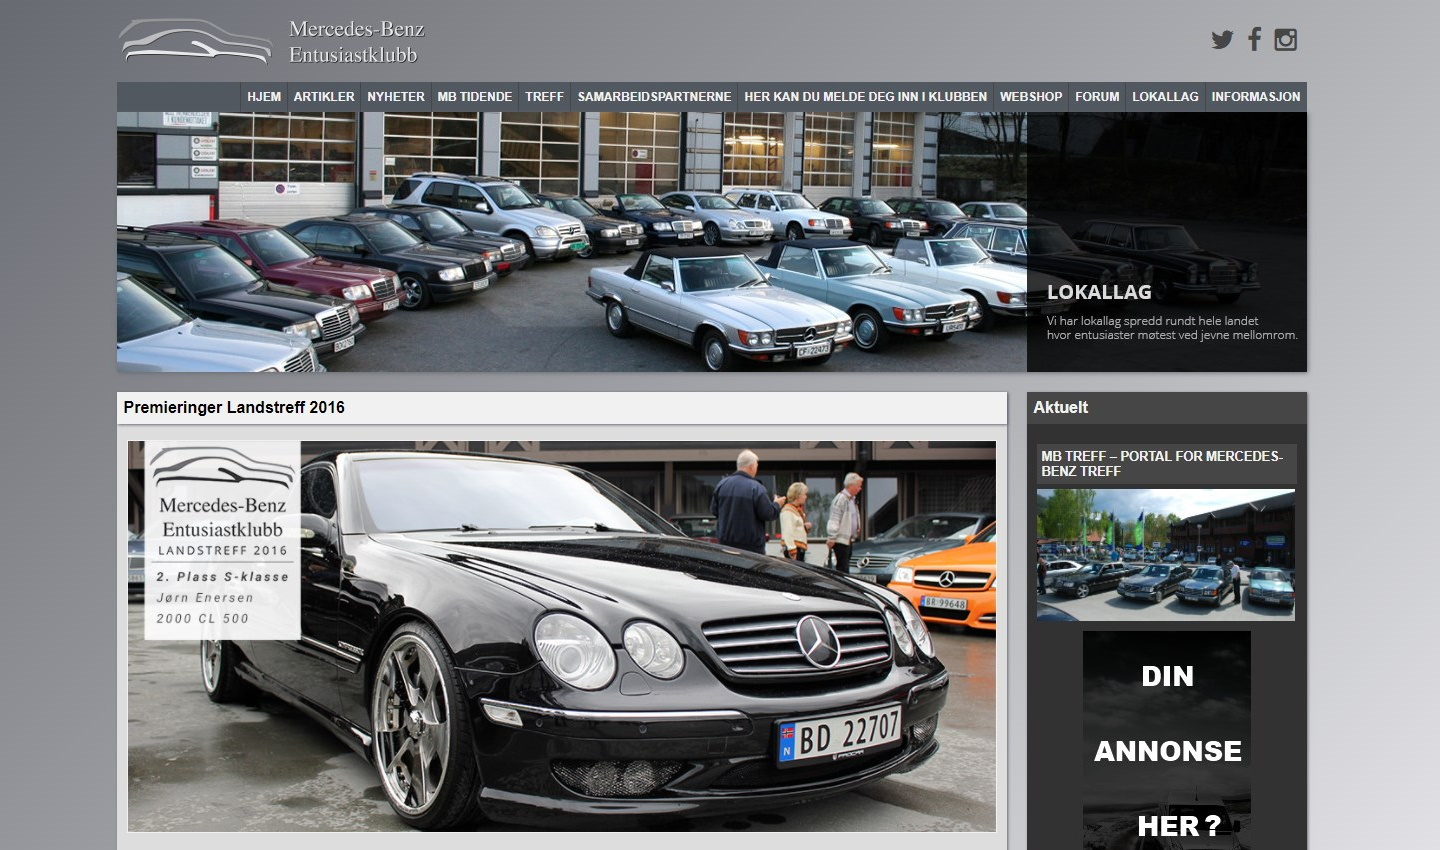 Mercedes-Benz
Entusiastklubb
HJEM
ARTIKLER
NYHETER
MB TIDENDE
TREFF
SAMARBEIDSPARTNERNE
HER KAN DU MELDE DEG INN I KLUBBEN
WEBSHOP
FORUM
LOKALLAG
INFORMASJON
LOKALLAG
Vi har lokallag spredd rundt hele landet
hvor entusiaster møtest ved jevne mellomrom.
Premieringer Landstreff 2016
Mercedes-Benz
Entusiastklubb
LANDSTREFF 2016
2. Plass S-klasse
Jørn Enersen
2000 CL 500
BR 99648
N
BD 22707
Aktuelt
MB TREFF – PORTAL FOR MERCEDES-
BENZ TREFF
DIN
ANNONSE
HER ?